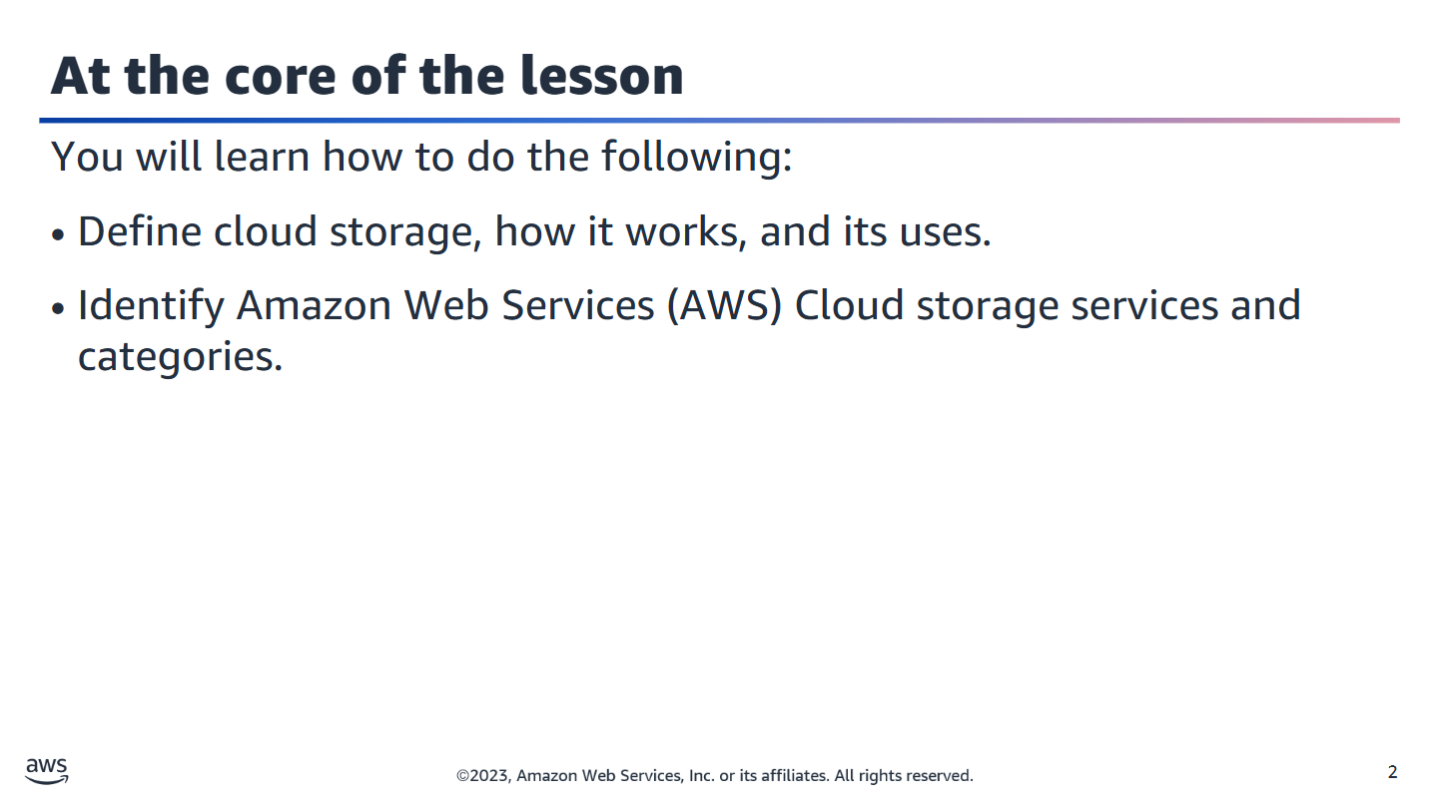 At the core of the lesson
You will learn how to do the following:
• Define cloud storage, how it works, and its uses.
• Identify Amazon Web Services (AWS) Cloud storage services and
categories.
aws
©2023, Amazon Web Services, Inc. or its affiliates. All rights reserved.
2